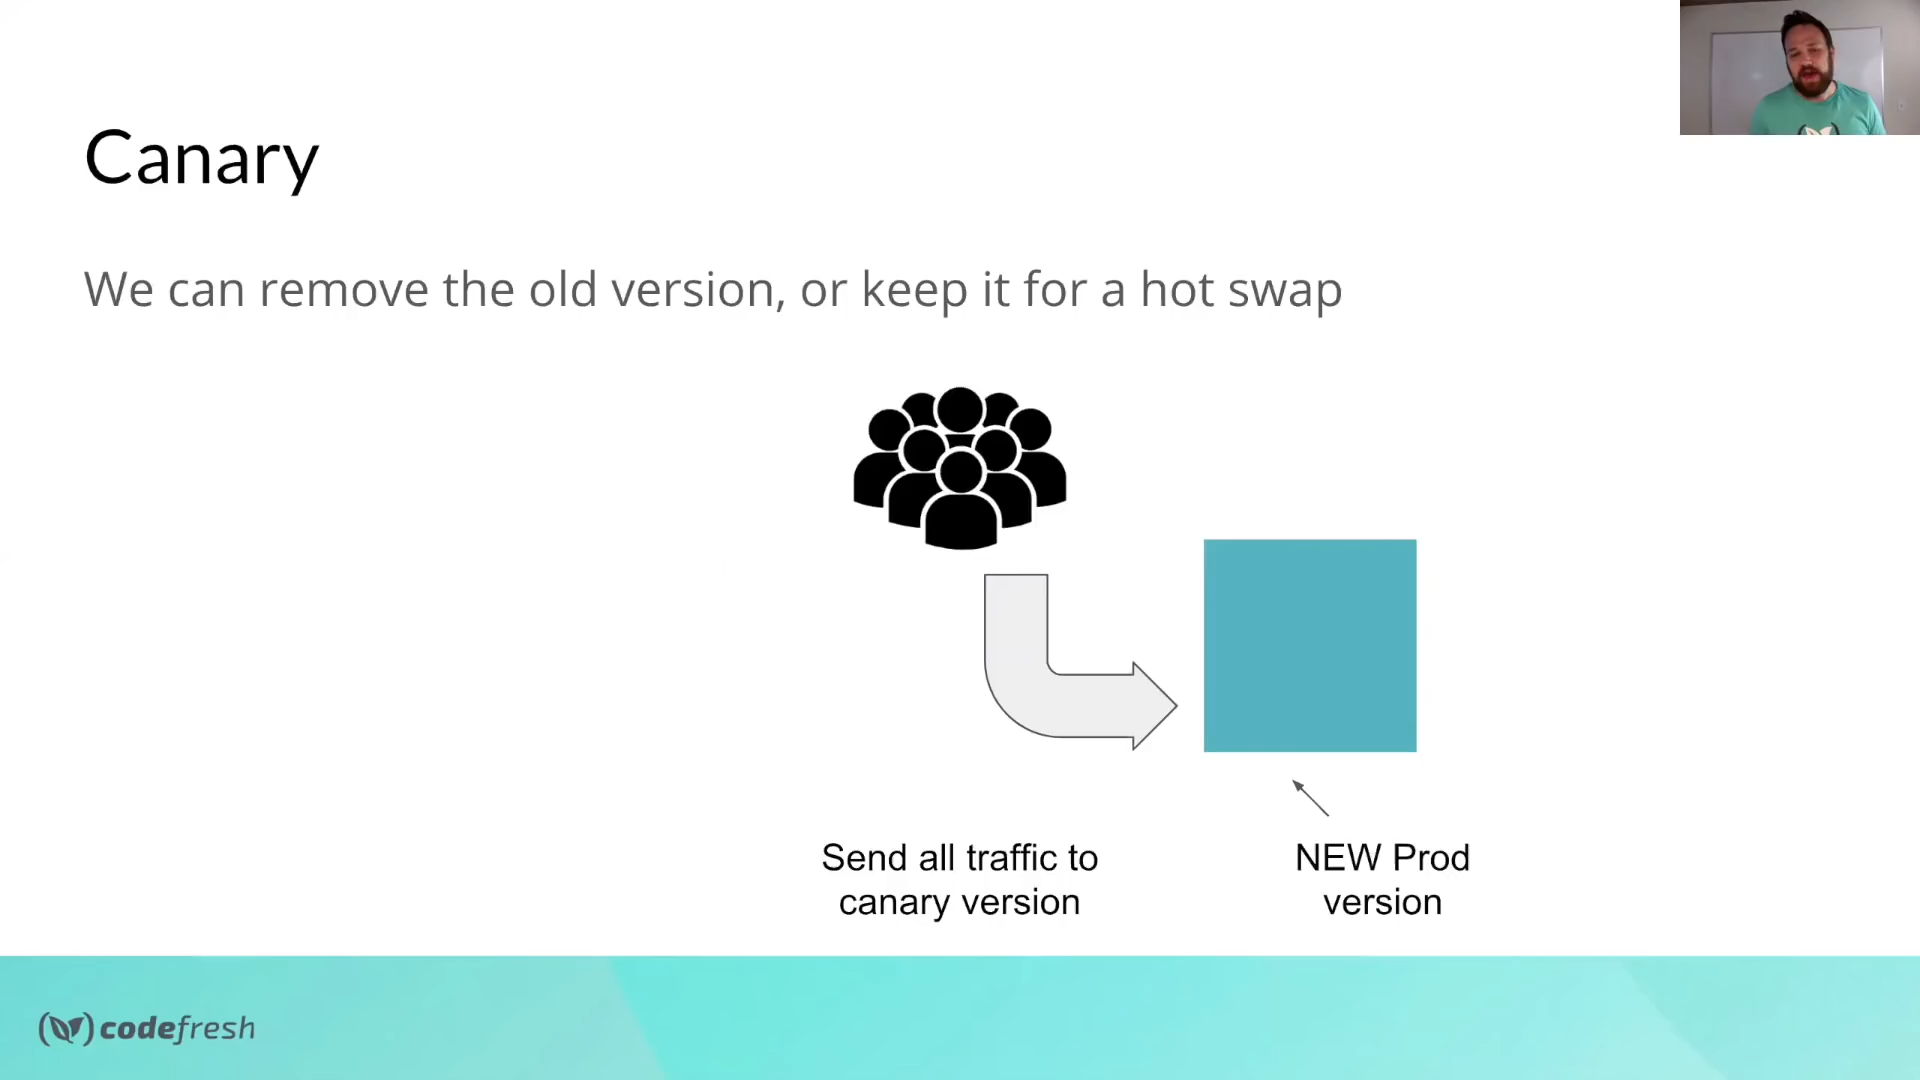 Canary
We can remove the old version, or keep it for a hot swap
Send all traffic to
canary version
NEW Prod
version
codefresh